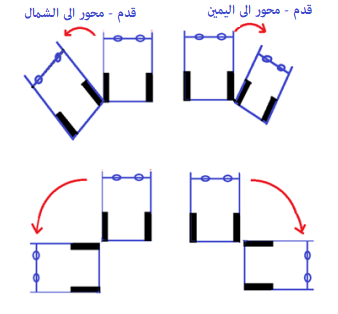 قدم - محور الى اليمين
قدم - محور الى الشمال